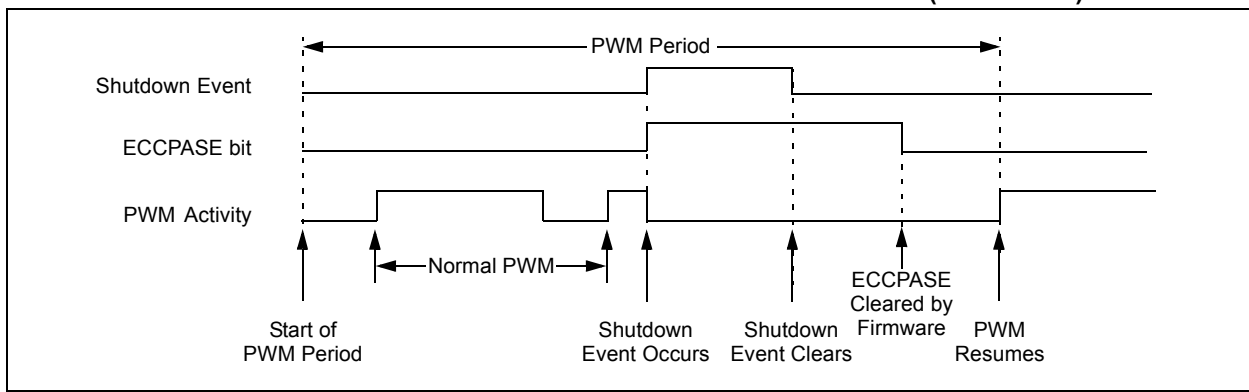 PWM Period
Shutdown Event
ECCPASE bit
PWM Activity
Normal PWM
Start of
PWM Period
Shutdown
Event Occurs
Shutdown
Event Clears
ECCPASE
Cleared by
Firmware
PWM
Resumes